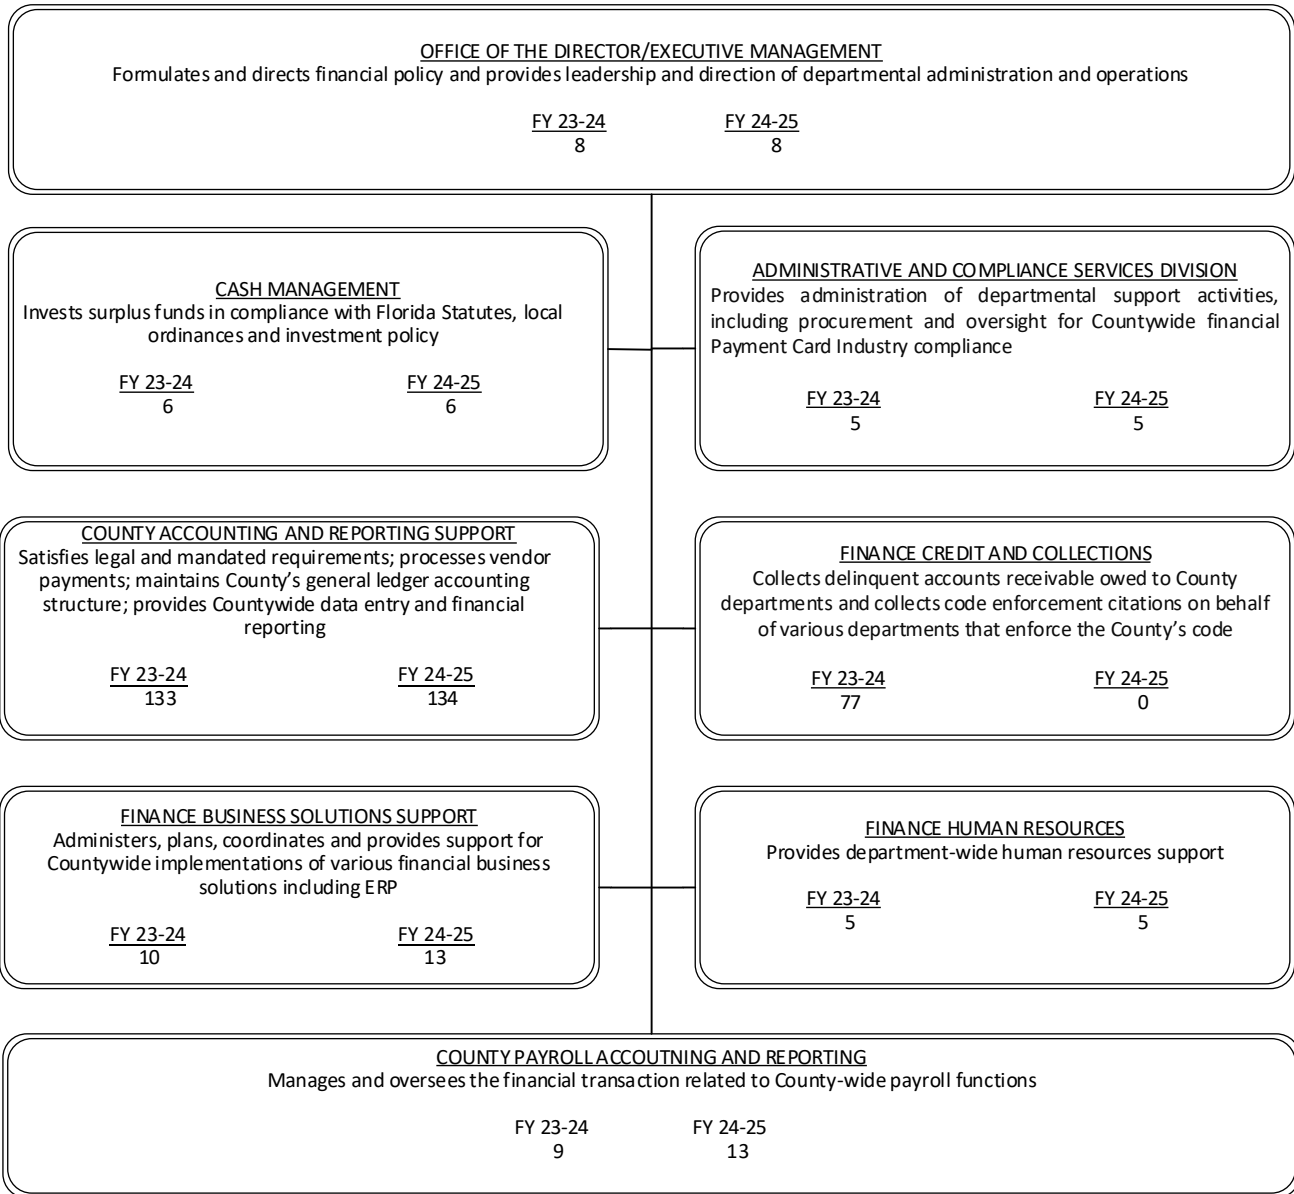 OFFICE OF THE DIRECTOR/EXECUTIVE MANAGEMENT
Formulates and directs financial policy and provides leadership and direction of departmental administration and operations
FY 23-24 FY 24-25
8 8
CASH MANAGEMENT
Invests surplus funds in compliance with Florida Statutes, local
ordinances and investment policy
FY 23-24 FY 24-25
6 6
ADMINISTRATIVE AND COMPLIANCE SERVICES DIVISION
Provides administration of departmental support activities,
including procurement and oversight for Countywide financial
Payment Card Industry compliance
FY 23-24 FY 24-25
5 5
COUNTY ACCOUNTING AND REPORTING SUPPORT
Satisfies legal and mandated requirements; processes vendor
payments; maintains County's general ledger accounting
structure; provides Countywide data entry and financial
reporting
FY 23-24 FY 24-25
133 134
FINANCE CREDIT AND COLLECTIONS
Collects delinquent accounts receivable owed to County
departments and collects code enforcement citations on behalf
of various departments that enforce the County's code
FY 23-24 FY 24-25
77 0
FINANCE BUSINESS SOLUTIONS SUPPORT
Administers, plans, coordinates and provides support for
Countywide implementations of various financial business
solutions including ERP
FY 23-24 FY 24-25
10 13
FINANCE HUMAN RESOURCES
Provides department-wide human resources support
FY 23-24 FY 24-25
5 5
COUNTY PAYROLL ACCOUTNING AND REPORTING
Manages and oversees the financial transaction related to County-wide payroll functions
FY 23-24 FY 24-25
9 13